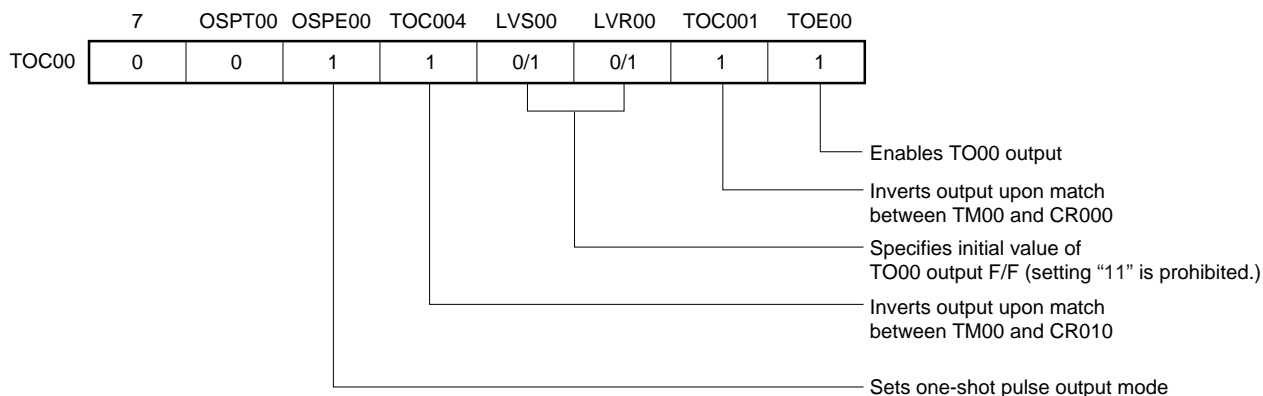 7 OSPT00 OSPE00 TOC004 LVS00 LVR00 TOC001 TOE00
TOC00 0 0 1 1 0/1 0/1 1 1
Enables TO00 output
Inverts output upon match
between TM00 and CR000
Specifies initial value of
TO00 output F/F (setting “11” is prohibited.)
Inverts output upon match
between TM00 and CR010
Sets one-shot pulse output mode